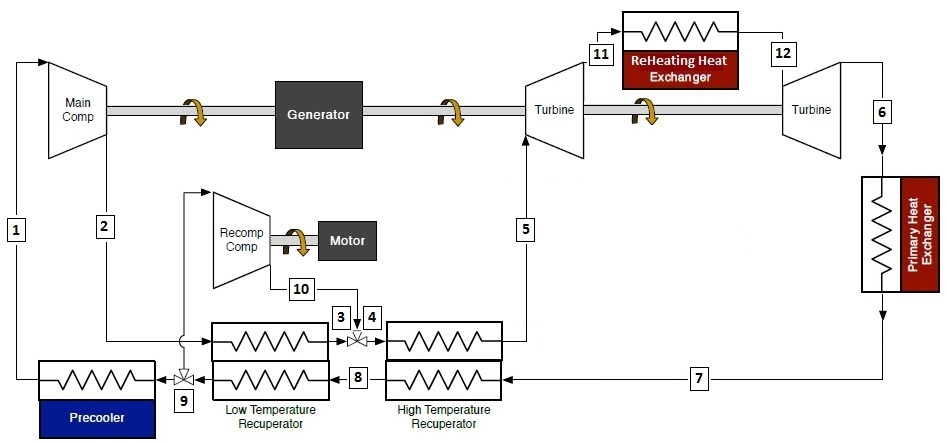 11
ReHeating Heat
Exchanger
12
Main
Comp
Generator
Turbine
Turbine
6
1
2
Recomp
Comp
Motor
5
Primary Heat
Exchanger
10
3
4
8
7
9
Precooler
Low Temperature
Recuperator
High Temperature
Recuperator